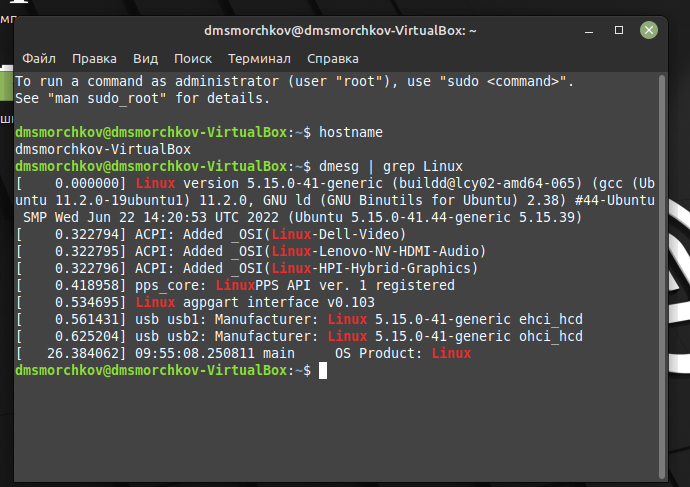 dmsmorchkov@dmsmorchkov-VirtualBox: ~
Файл Правка Вид Поиск Терминал Справка
To run a command as administrator (user "root"), use "sudo <command>".
See "man sudo_root" for details.
dmsmorchkov@dmsmorchkov-VirtualBox:~$ hostname
dmsmorchkov-VirtualBox
dmsmorchkov@dmsmorchkov-VirtualBox:~$ dmesg | grep Linux
[    0.000000] Linux version 5.15.0-41-generic (buildd@lcy02-amd64-065) (gcc (Ub
untu 11.2.0-19ubuntu1) 11.2.0, GNU ld (GNU Binutils for Ubuntu) 2.38) #44-Ubuntu
 SMP Wed Jun 22 14:20:53 UTC 2022 (Ubuntu 5.15.0-41.44-generic 5.15.39)
[    0.322794] ACPI: Added _OSI(Linux-Dell-Video)
[    0.322795] ACPI: Added _OSI(Linux-Lenovo-NV-HDMI-Audio)
[    0.322796] ACPI: Added _OSI(Linux-HPI-Hybrid-Graphics)
[    0.418958] pps_core: LinuxPPS API ver. 1 registered
[    0.534695] Linux agpgart interface v0.103
[    0.561431] usb usb1: Manufacturer: Linux 5.15.0-41-generic ehci_hcd
[    0.625204] usb usb2: Manufacturer: Linux 5.15.0-41-generic ohci_hcd
[   26.384062] 09:55:08.250811 main     OS Product: Linux
dmsmorchkov@dmsmorchkov-VirtualBox:~$